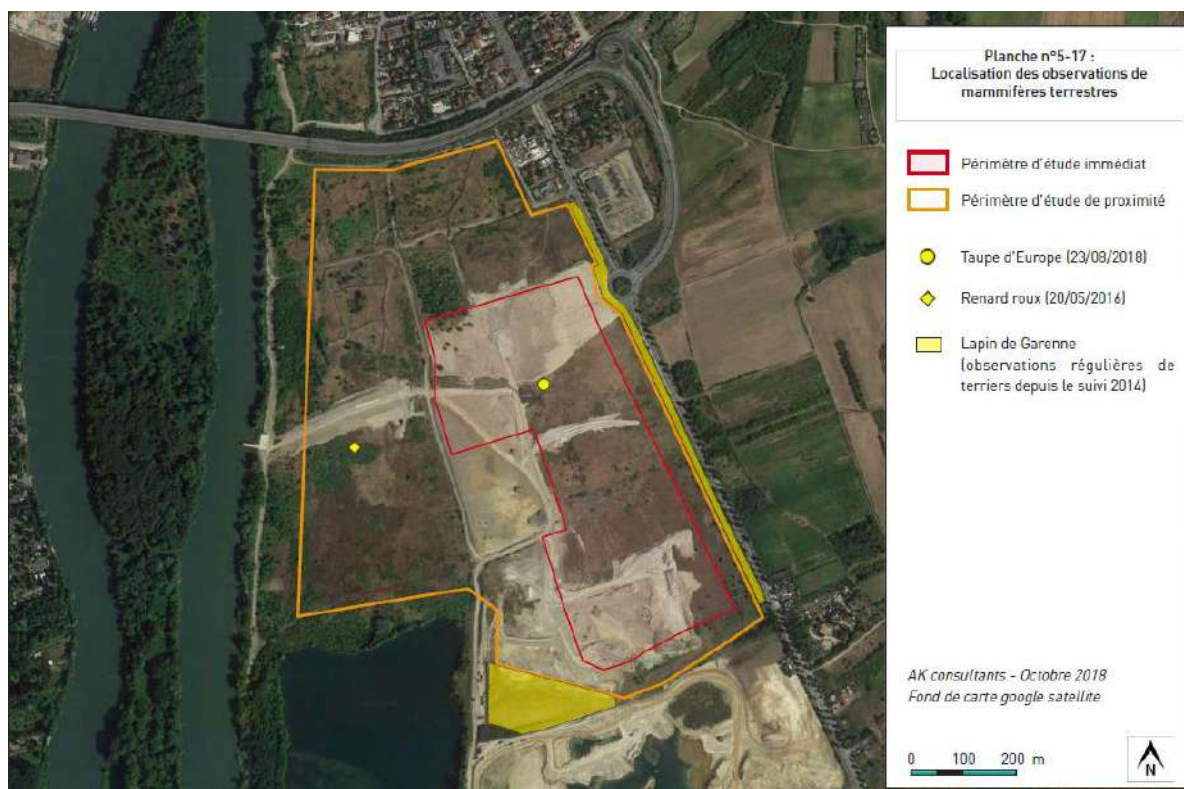 Planche n°5-17 :
Localisation des observations de
mammifères terrestres
Périmètre d'étude immédiat
Périmètre d'étude de proximité
Taupe d'Europe (23/08/2018)
Renard roux (20/05/2016)
Lapin de Garenne
(observations régulières de
terriers depuis le suivi 2014)
AK consultants - Octobre 2018
Fond de carte google satellite
0 100 200 m
N